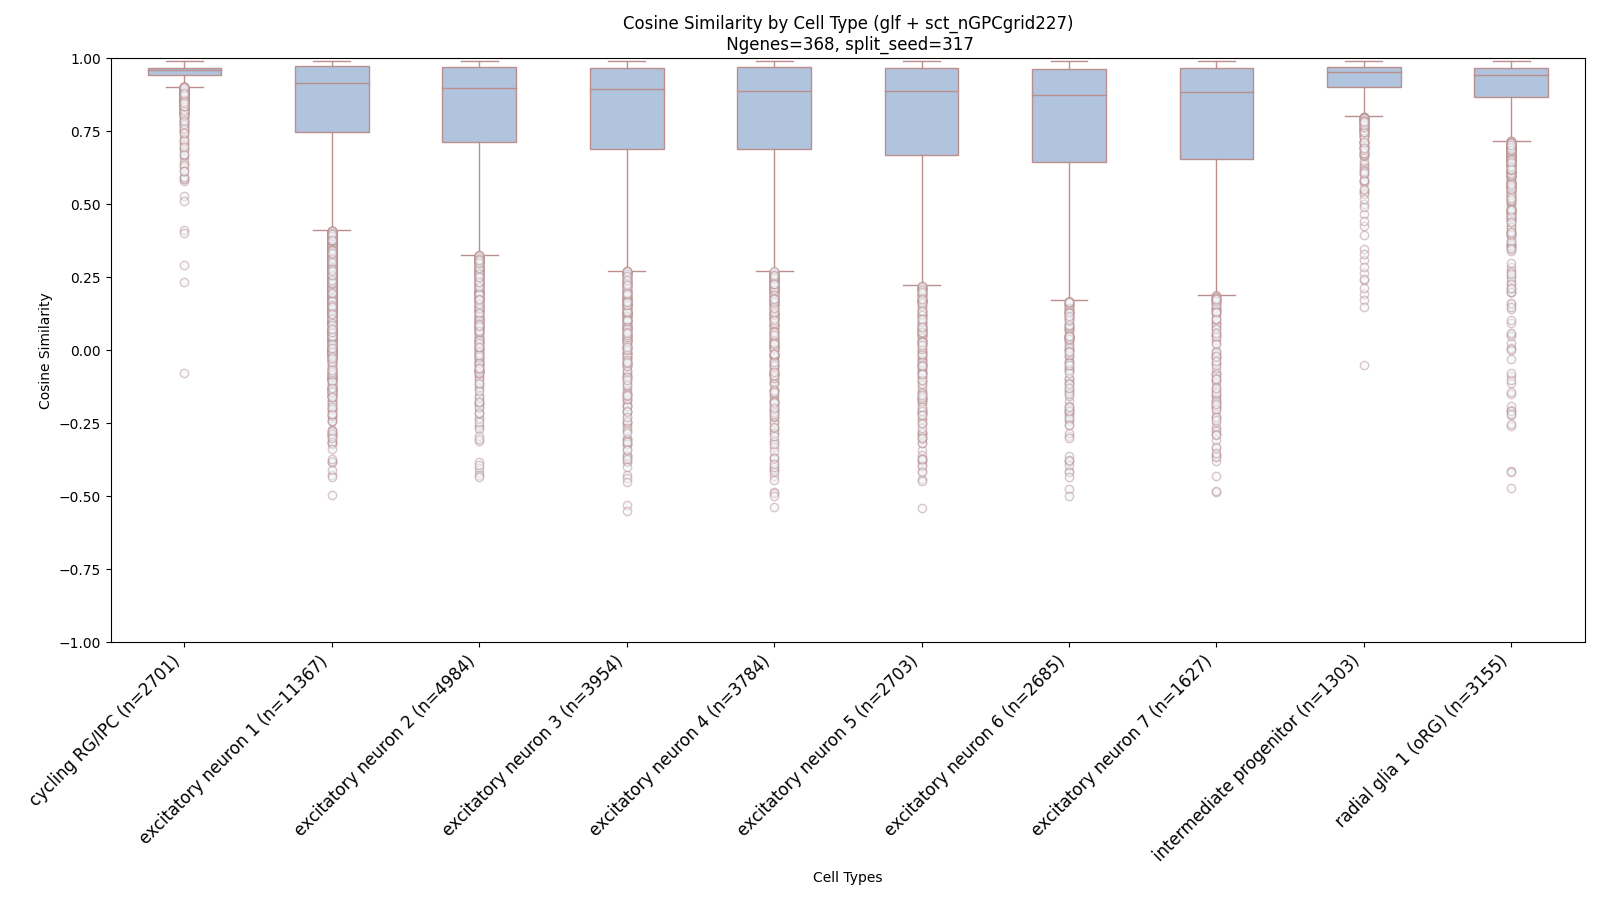 Cosine Similarity by Cell Type (glf + sct_nGPCgrid227)
Ngenes=368, split_seed=317
1.00
0.75
0.50
0.25
0.00
−0.25
−0.50
−0.75
−1.00
Cosine Similarity
cycling RG/IPC (n=2701)
excitatory neuron 1 (n=11367)
excitatory neuron 2 (n=4984)
excitatory neuron 3 (n=3954)
excitatory neuron 4 (n=3784)
excitatory neuron 5 (n=2703)
excitatory neuron 6 (n=2685)
excitatory neuron 7 (n=1627)
intermediate progenitor (n=1303)
radial glia 1 (oRG) (n=3155)
Cell Types